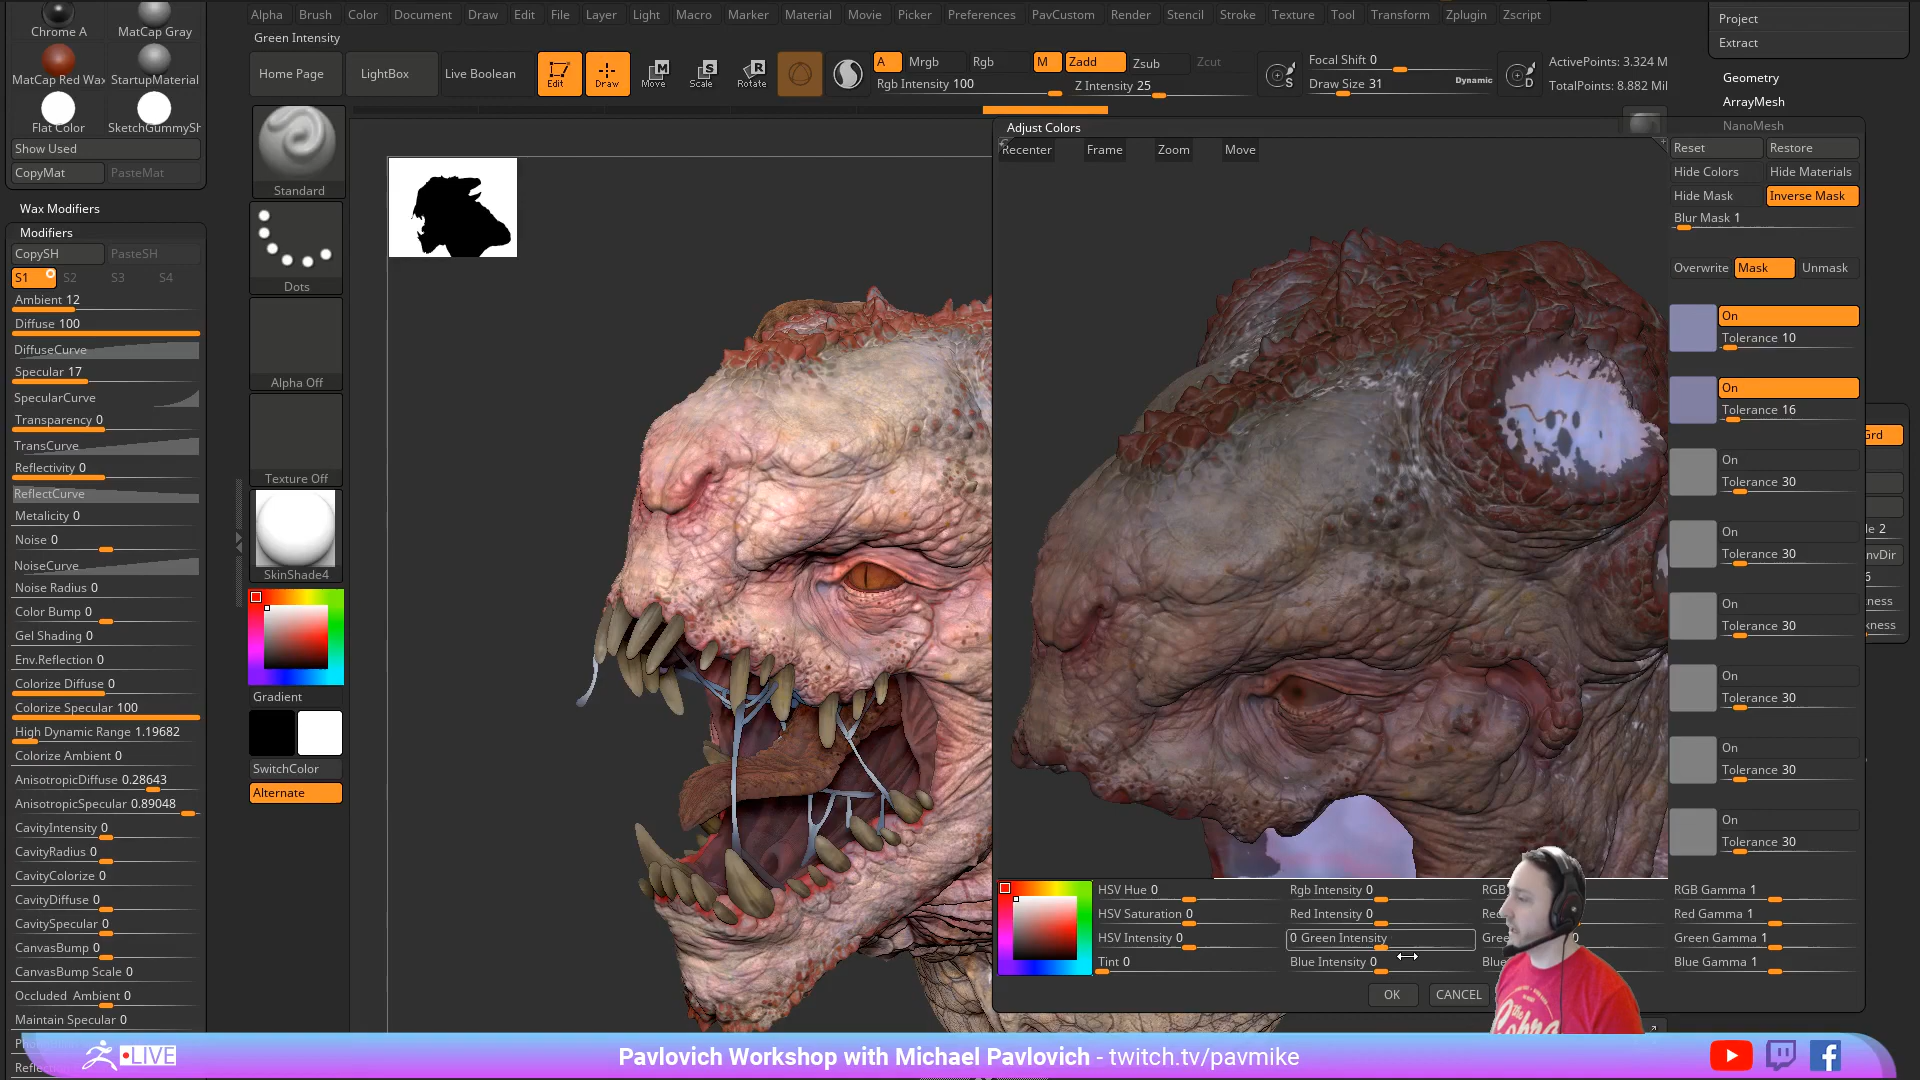 Alpha Brush Color Document Draw Edit File Layer Light Macro Marker Material Movie Picker Preferences PavCustom Render Stencil Stroke Texture Tool Transform Zplugin Zscript
Green Intensity
Home Page
LightBox
Live Boolean
Edit
Draw
Move
Scale
Rotate
A
Mrgb
Rgb
M
Zadd
Zsub
Zcut
Rgb Intensity 100
Z Intensity 25
Focal Shift 0
Draw Size 31
Dynamic
ActivePoints: 3.324 M
TotalPoints: 8.882 Mil
Project
Extract
Geometry
ArrayMesh
NanoMesh
Chrome A
MatCap Gray
MatCap Red Wax
StartupMaterial
Flat Color
SketchGummySh
Show Used
CopyMat
PasteMat
Wax Modifiers
Modifiers
CopySH
PasteSH
S1 S2 S3 S4
Ambient 12
Diffuse 100
DiffuseCurve
Specular 17
SpecularCurve
Transparency 0
TransCurve
Reflectivity 0
ReflectCurve
Metalicity 0
Noise 0
NoiseCurve
Noise Radius 0
Color Bump 0
Gel Shading 0
Env.Reflection 0
Colorize Diffuse 0
Colorize Specular 100
High Dynamic Range 1.19682
Colorize Ambient 0
AnisotropicDiffuse 0.28643
AnisotropicSpecular 0.89048
CavityIntensity 0
CavityRadius 0
CavityColorize 0
CavityDiffuse 0
CavitySpecular 0
CanvasBump 0
CanvasBump Scale 0
Occluded Ambient 0
Maintain Specular 0
Standard
Dots
Alpha Off
Texture Off
SkinShade4
Gradient
SwitchColor
Alternate
Adjust Colors
Recenter
Frame
Zoom
Move
Reset
Restore
Hide Colors
Hide Materials
Hide Mask
Inverse Mask
Blur Mask 1
Overwrite
Mask
Unmask
On
Tolerance 10
On
Tolerance 16
On
Tolerance 30
On
Tolerance 30
On
Tolerance 30
On
Tolerance 30
On
Tolerance 30
On
Tolerance 30
HSV Hue 0
HSV Saturation 0
HSV Intensity 0
Tint 0
Rgb Intensity 0
Red Intensity 0
0 Green Intensity
Blue Intensity 0
RGB
RGB Gamma 1
Red Gamma 1
Green Gamma 1
Blue Gamma 1
OK
CANCEL
LIVE
Pavlovich Workshop with Michael Pavlovich - twitch.tv/pavmike